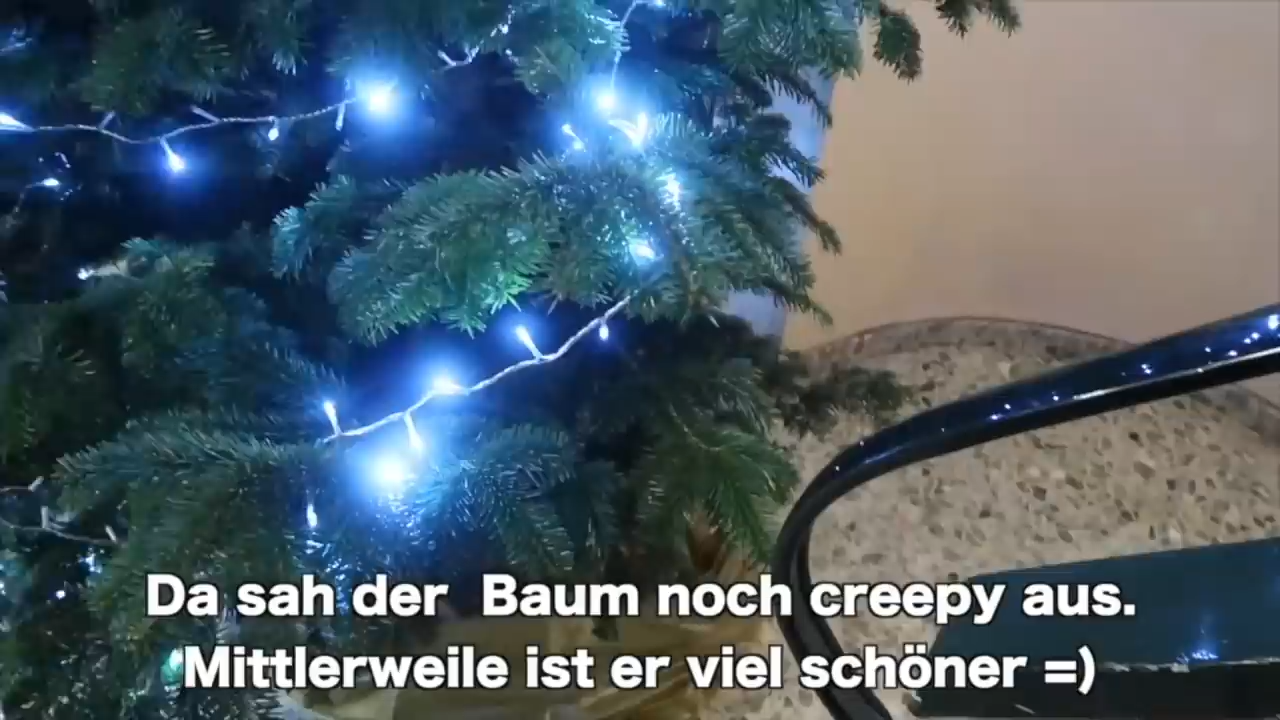 Da sah der Baum noch creepy aus.
Mittlerweile ist er viel schöner =)